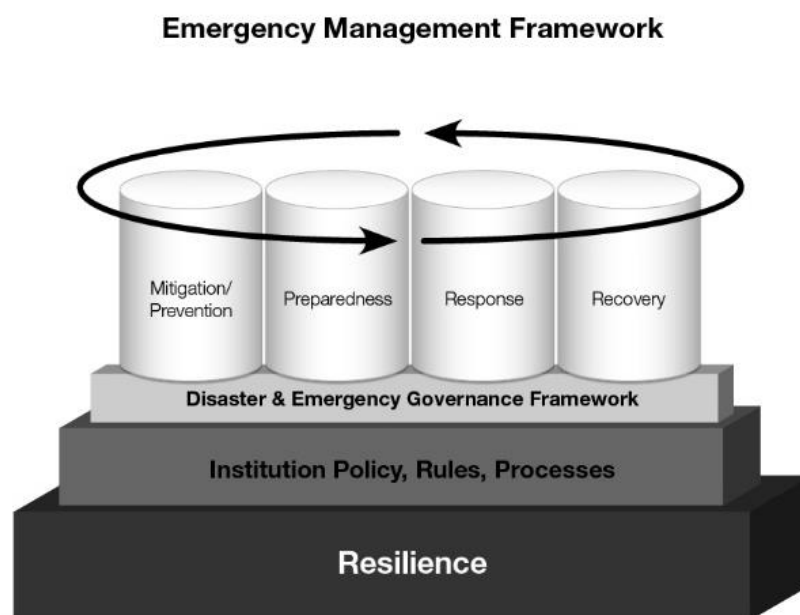 Emergency Management Framework
Mitigation/
Prevention
Preparedness
Response
Recovery
Disaster & Emergency Governance Framework
Institution Policy, Rules, Processes
Resilience